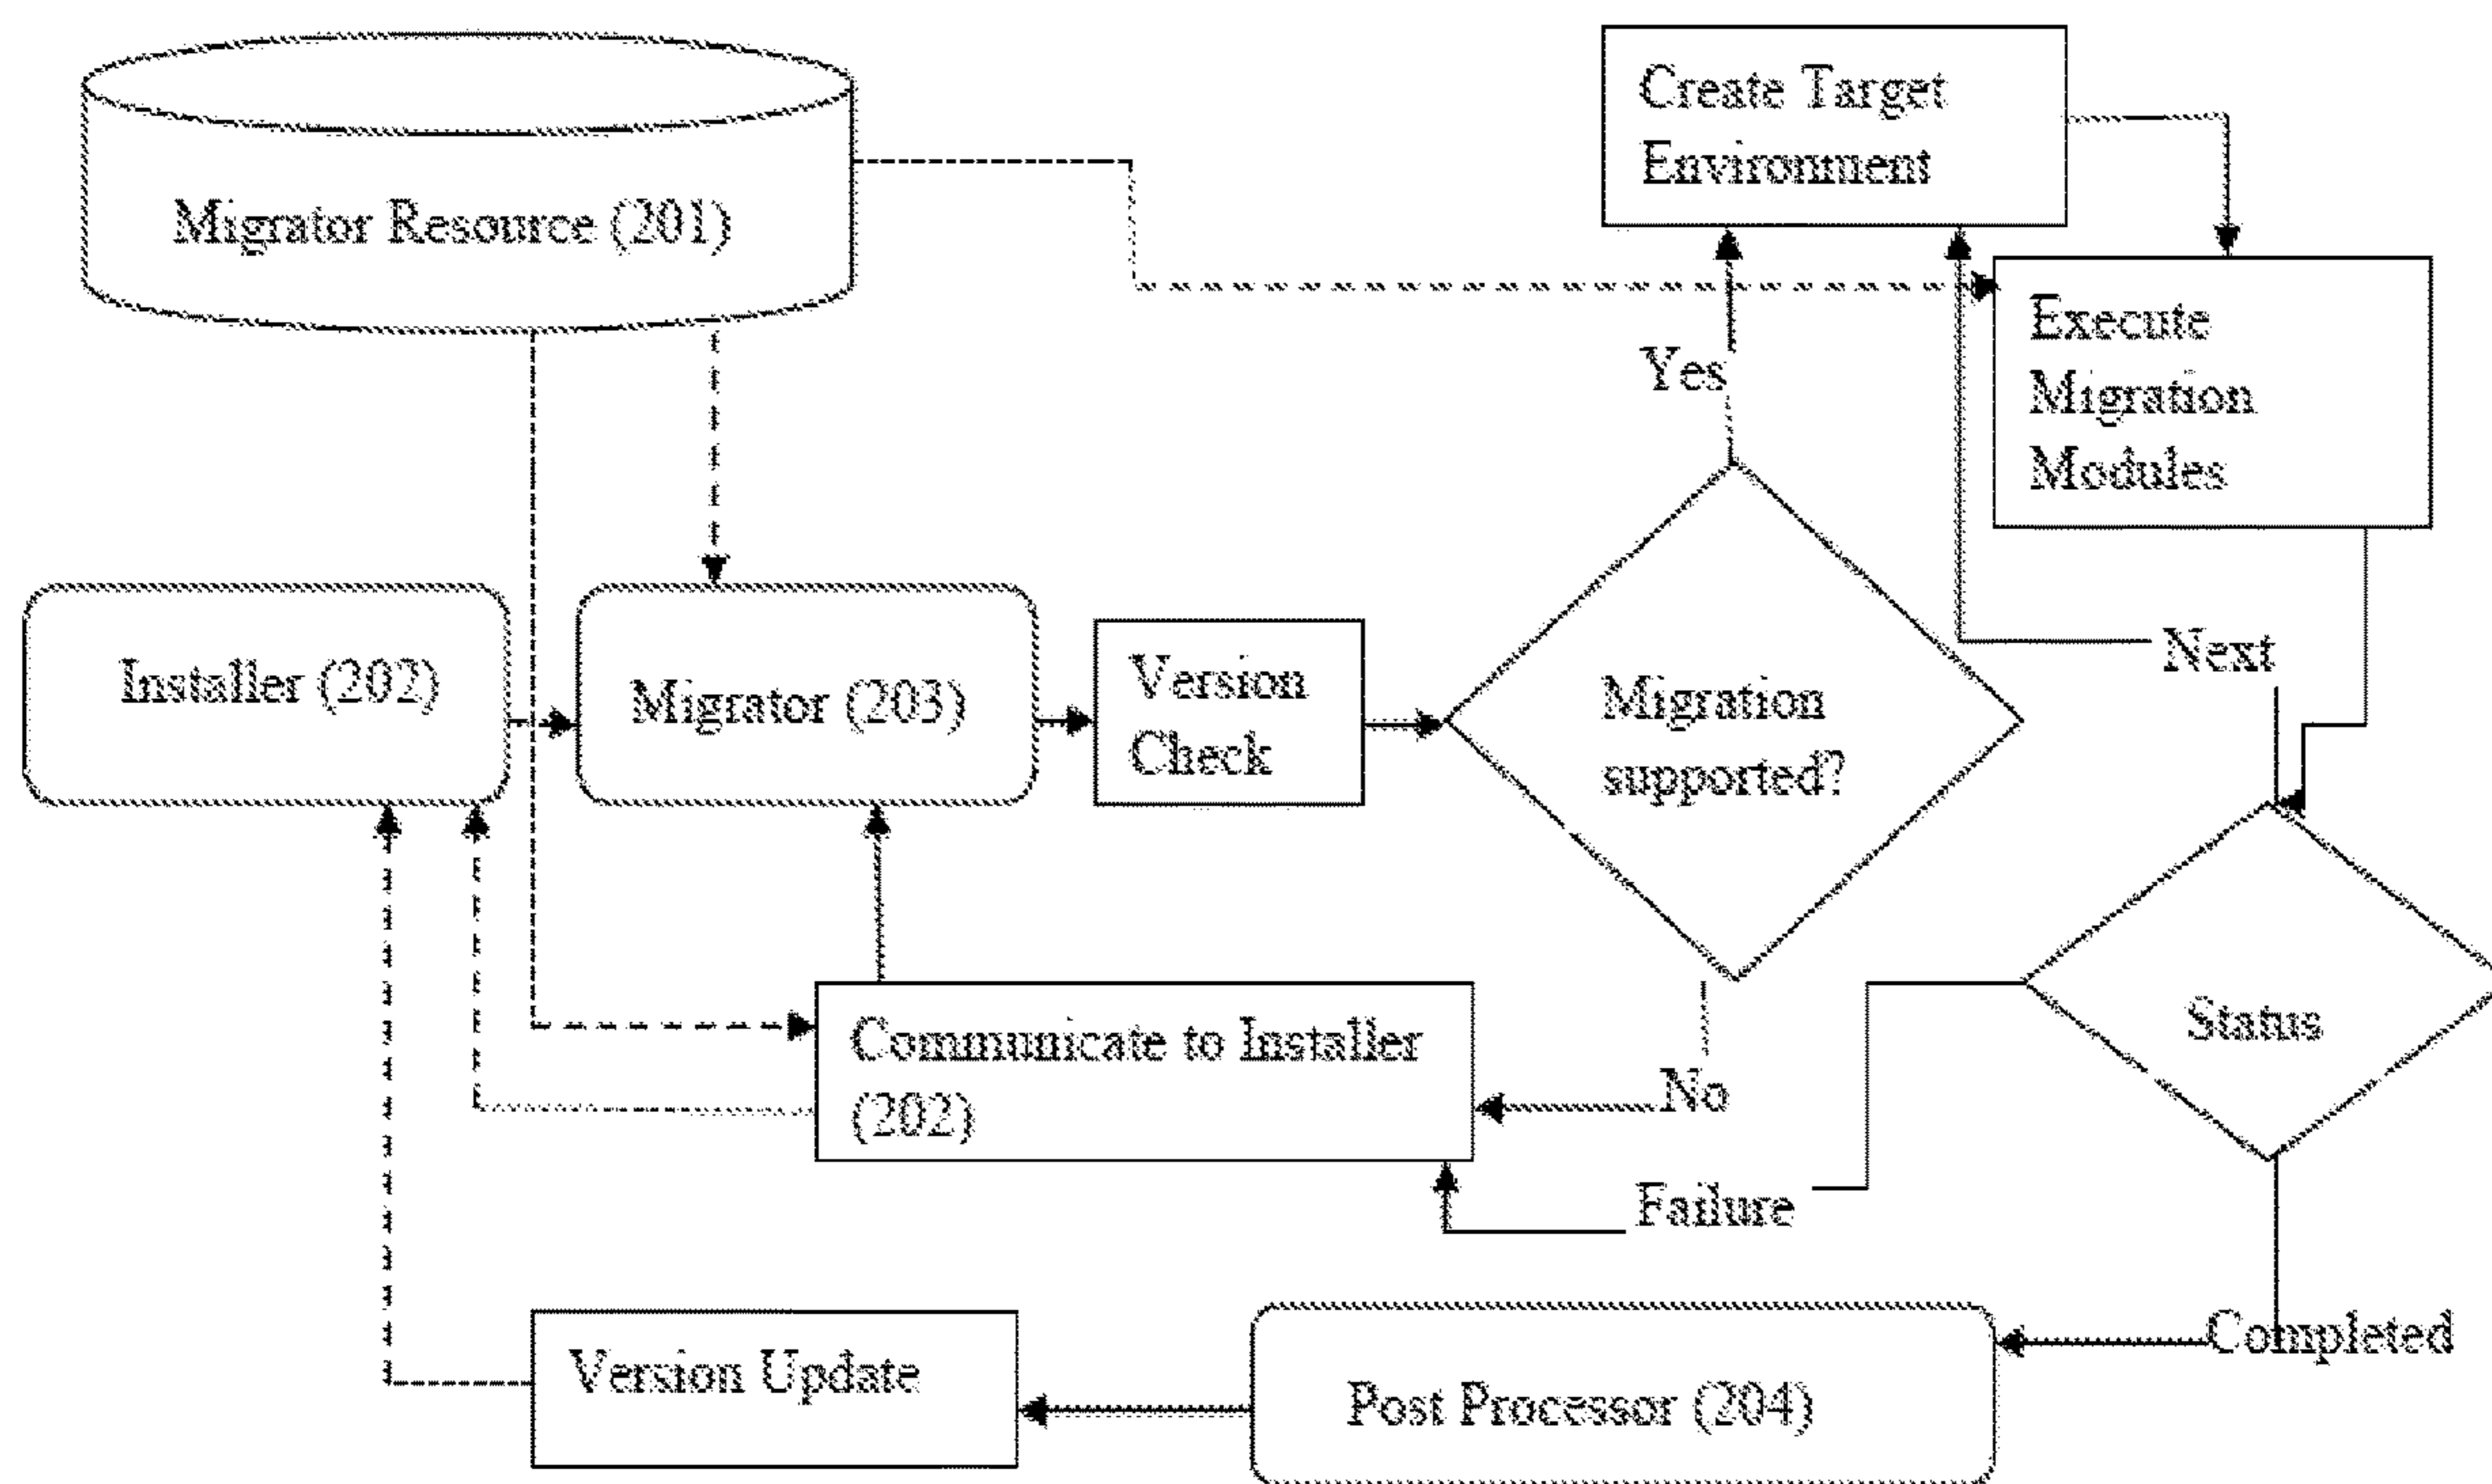 Migrator Resource (201)
Create Target
Environment
Execute
Migration
Modules
Yes
Next
Installer (202)
Migrator (203)
Version
Check
Migration
supported?
Status
Communicate to Installer
(202)
No
Failure
Completed
Version Update
Post Processor (204)